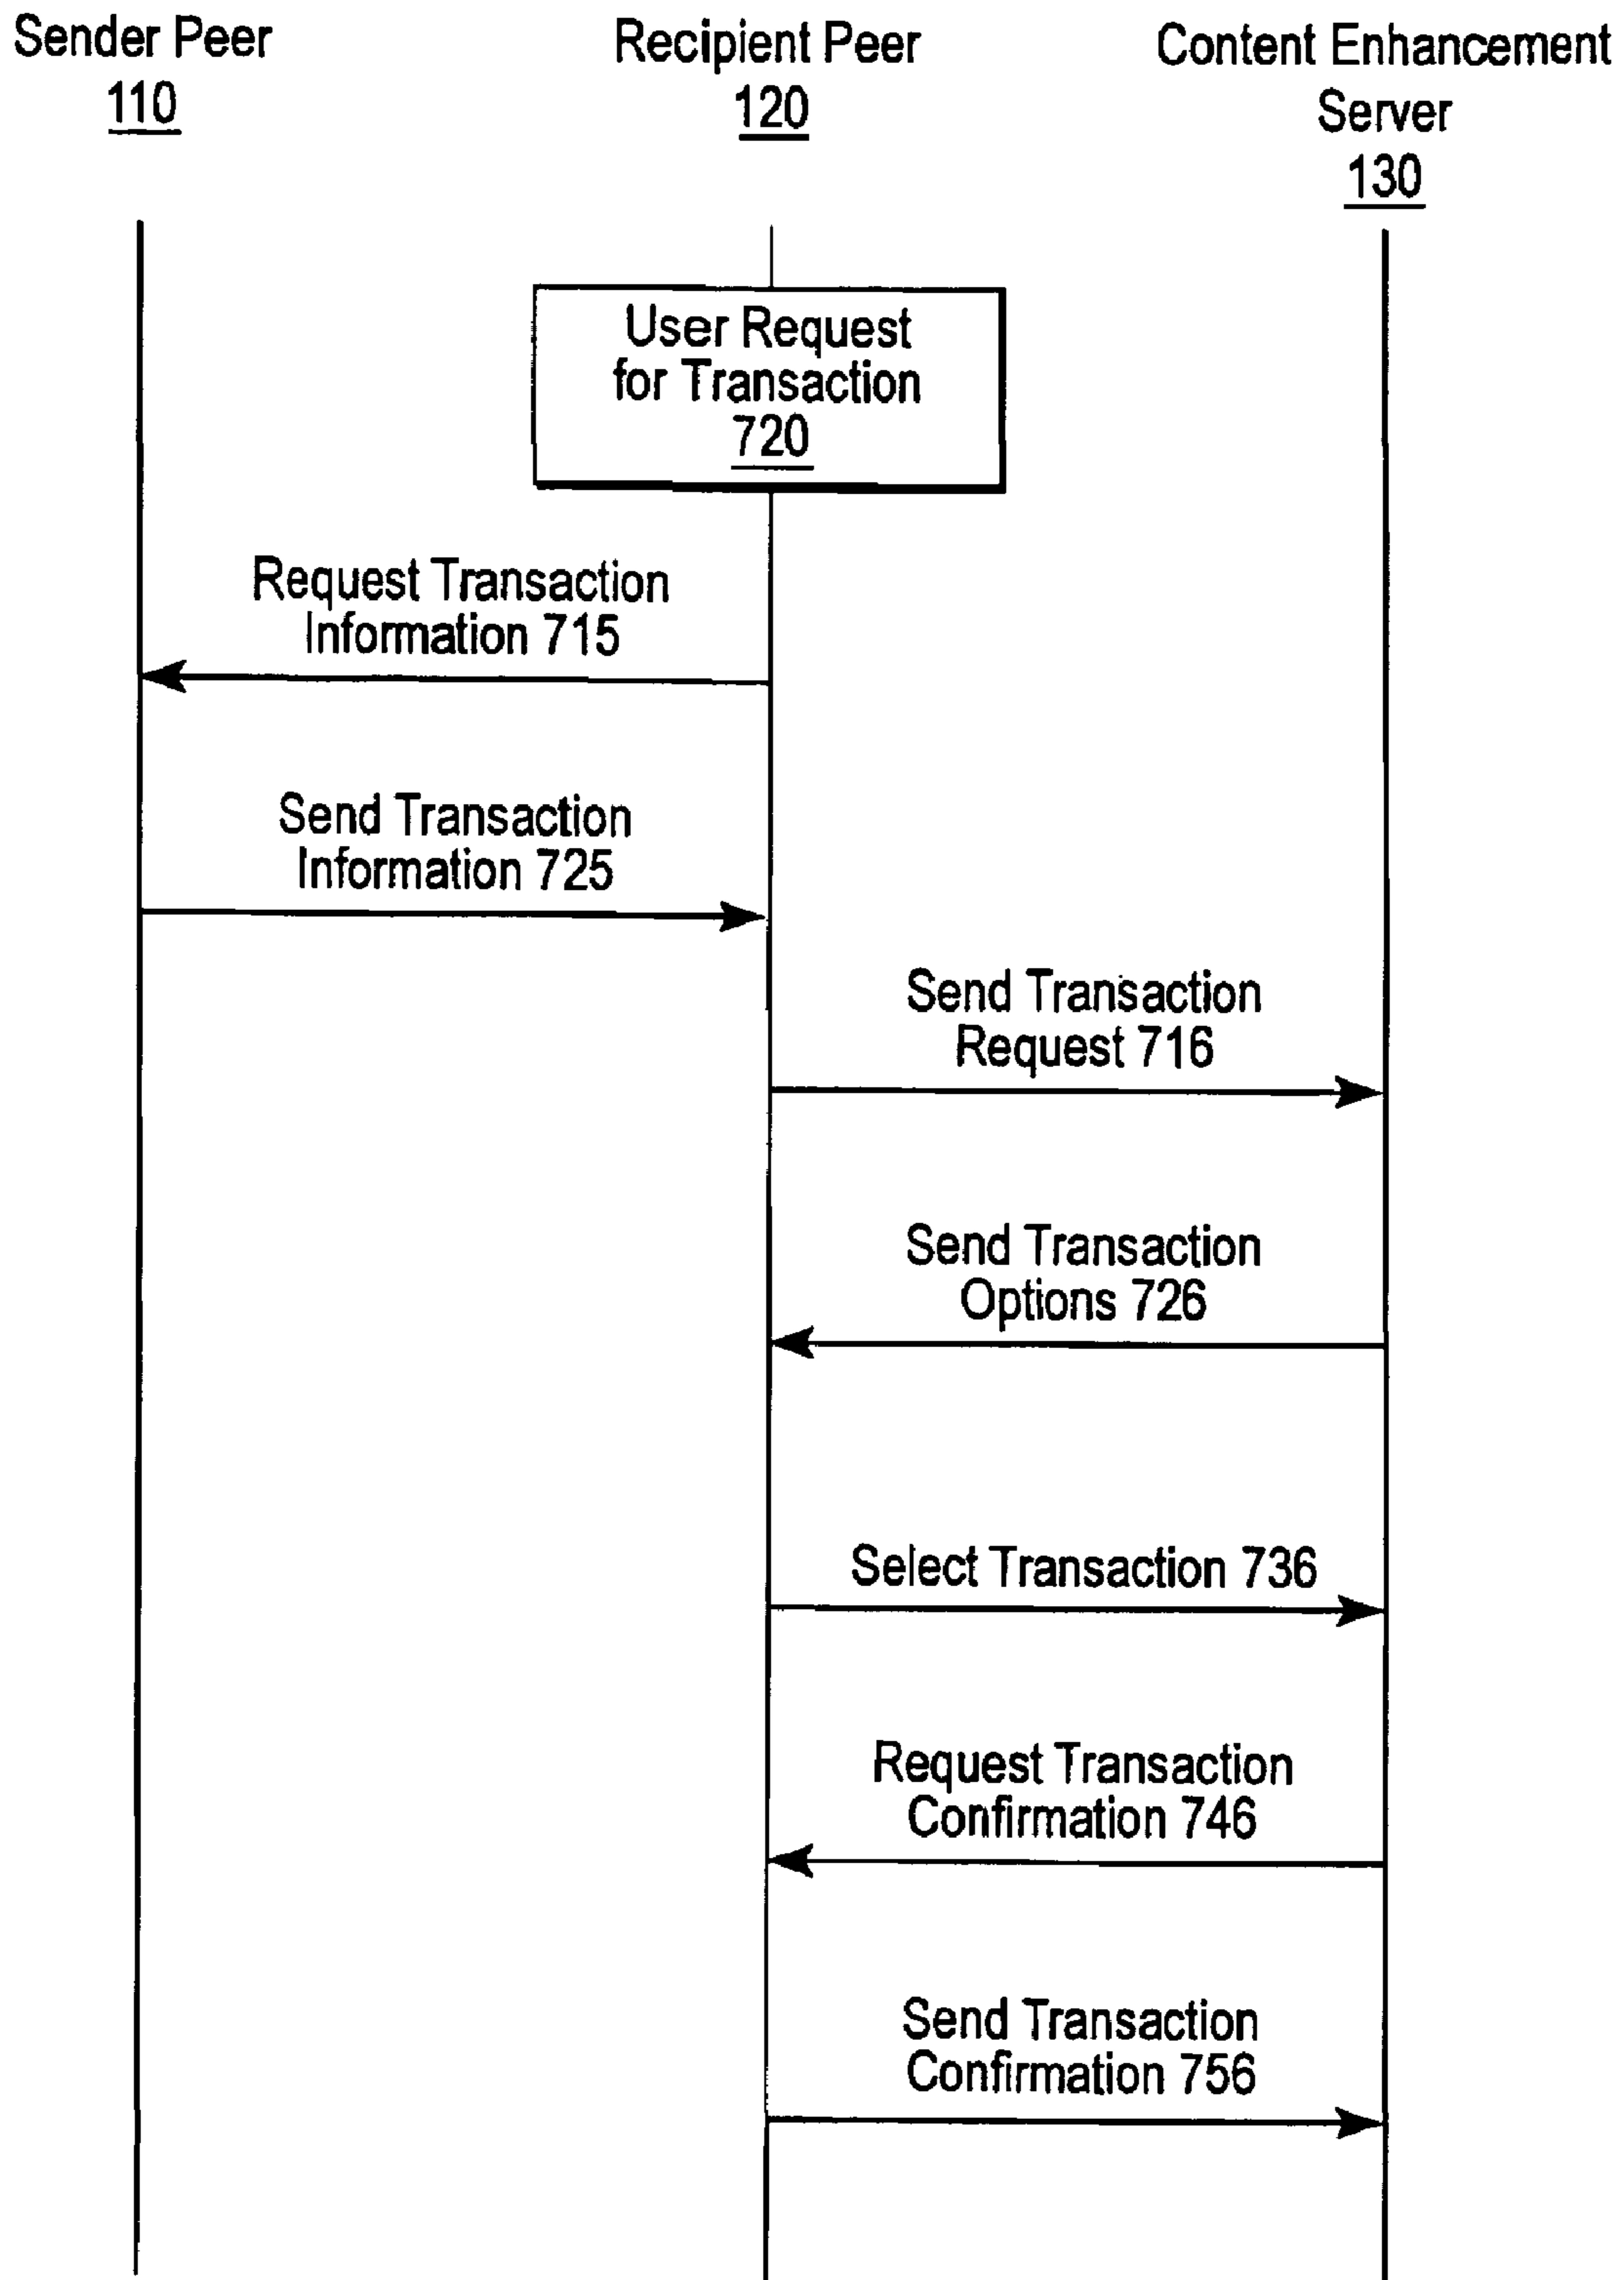 Sender Peer
110
Recipient Peer
120
Content Enhancement
Server
130
User Request
for Transaction
720
Request Transaction
Information 715
Send Transaction
Information 725
Send Transaction
Request 716
Send Transaction
Options 726
Select Transaction 736
Request Transaction
Confirmation 746
Send Transaction
Confirmation 756